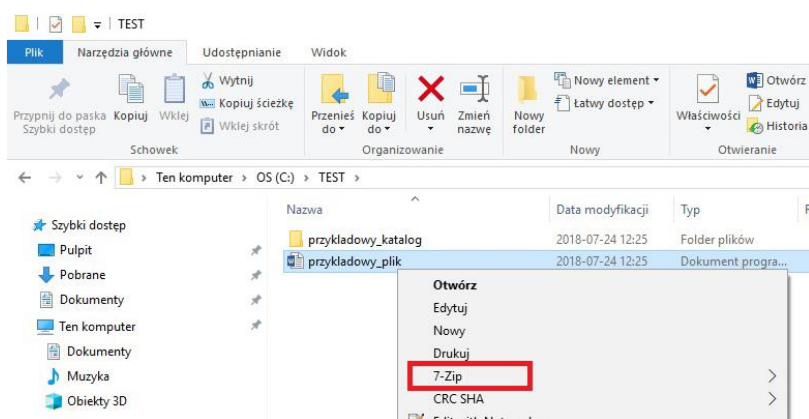 TEST
Plik Narzędzia główne Udostępnianie Widok
Przypnij do paska Szybki dostęp
Kopiuj
Wklej
Wytnij
Kopiuj ścieżkę
Wklej skrót
Schowek
Przenieś do
Kopiuj do
Usuń
Zmień nazwę
Organizowanie
Nowy folder
Nowy element
Łatwy dostęp
Nowy
Właściwości
Otwórz
Edytuj
Historia
Otwieranie
Ten komputer > OS (C:) > TEST >
Szybki dostęp
Pulpit
Pobrane
Dokumenty
Ten komputer
Dokumenty
Muzyka
Obiekty 3D
Nazwa Data modyfikacji Typ
przykladowy_katalog 2018-07-24 12:25 Folder plików
przykladowy_plik 2018-07-24 12:25 Dokument progra...
Otwórz
Edytuj
Nowy
Drukuj
7-Zip
CRC SHA